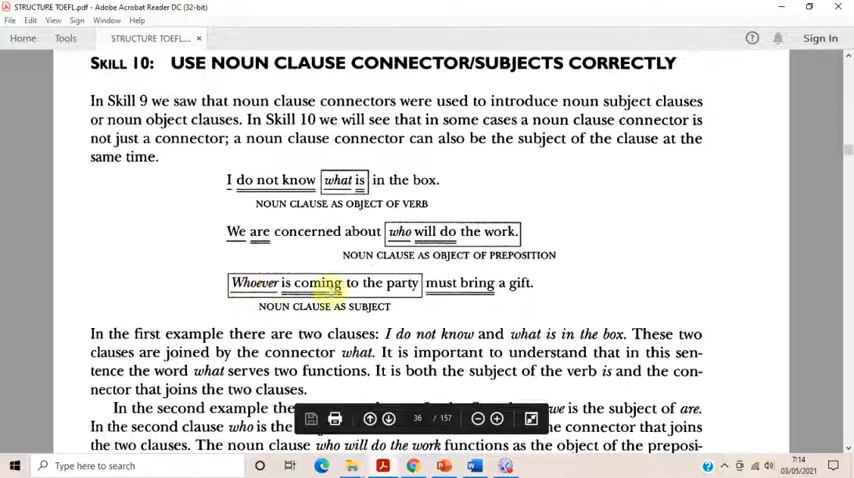 STRUCTURE TOEFL.pdf - Adobe Acrobat Reader DC (32-bit)
File Edit View Sign Window Help
Home Tools STRUCTURE TOEFL.... × Sign In
SKILL 10: USE NOUN CLAUSE CONNECTOR/SUBJECTS CORRECTLY
In Skill 9 we saw that noun clause connectors were used to introduce noun subject clauses
or noun object clauses. In Skill 10 we will see that in some cases a noun clause connector is
not just a connector; a noun clause connector can also be the subject of the clause at the
same time.
I do not know what is in the box.
NOUN CLAUSE AS OBJECT OF VERB
We are concerned about who will do the work.
NOUN CLAUSE AS OBJECT OF PREPOSITION
Whoever is coming to the party must bring a gift.
NOUN CLAUSE AS SUBJECT
In the first example there are two clauses: I do not know and what is in the box. These two
clauses are joined by the connector what. It is important to understand that in this sen-
tence the word what serves two functions. It is both the subject of the verb is and the con-
nector that joins the two clauses.
In the second example the we is the subject of are.
In the second clause who is the connector that joins
the two clauses. The noun clause who will do the work functions as the object of the preposi-
36 / 157
Type here to search
7:14
03/05/2021